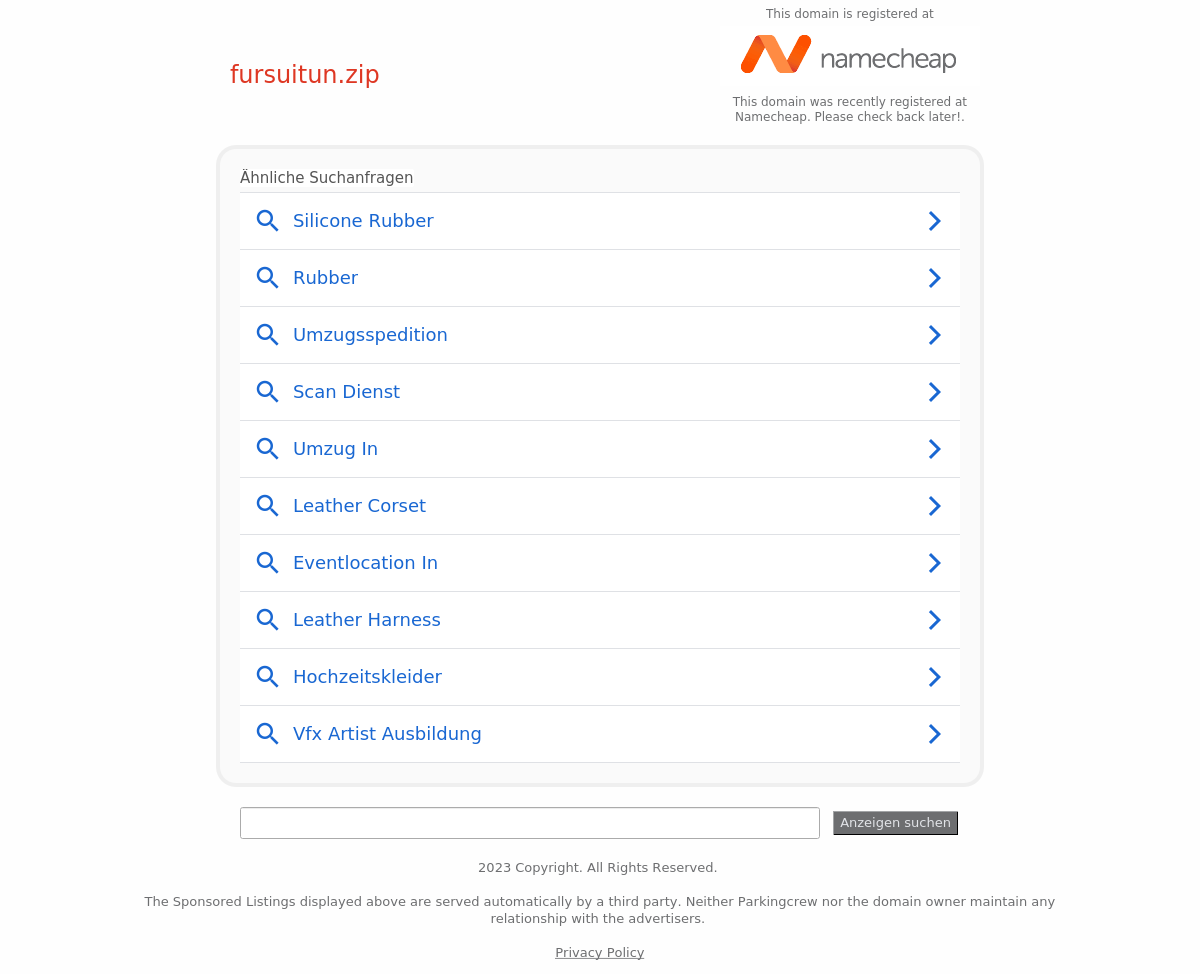 This domain is registered at
namecheap
fursuitun.zip
This domain was recently registered at
Namecheap. Please check back later!.
Ähnliche Suchanfragen
Silicone Rubber
Rubber
Umzugsspedition
Scan Dienst
Umzug In
Leather Corset
Eventlocation In
Leather Harness
Hochzeitskleider
Vfx Artist Ausbildung
Anzeigen suchen
2023 Copyright. All Rights Reserved.
The Sponsored Listings displayed above are served automatically by a third party. Neither Parkingcrew nor the domain owner maintain any
relationship with the advertisers.
Privacy Policy